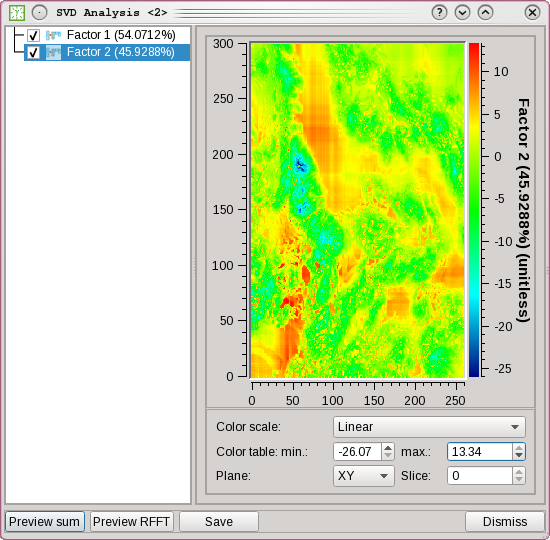 SVD Analysis <2>
Factor 1 (54.0712%)
Factor 2 (45.9288%)
300
250
200
150
100
50
0
0 50 100 150 200 250
10
5
0
-5
-10
-15
-20
-25
Factor 2 (45.9288%) (unitless)
Color scale: Linear
Color table: min.: -26.07 max.: 13.34
Plane: XY Slice: 0
Preview sum Preview RFFT Save Dismiss